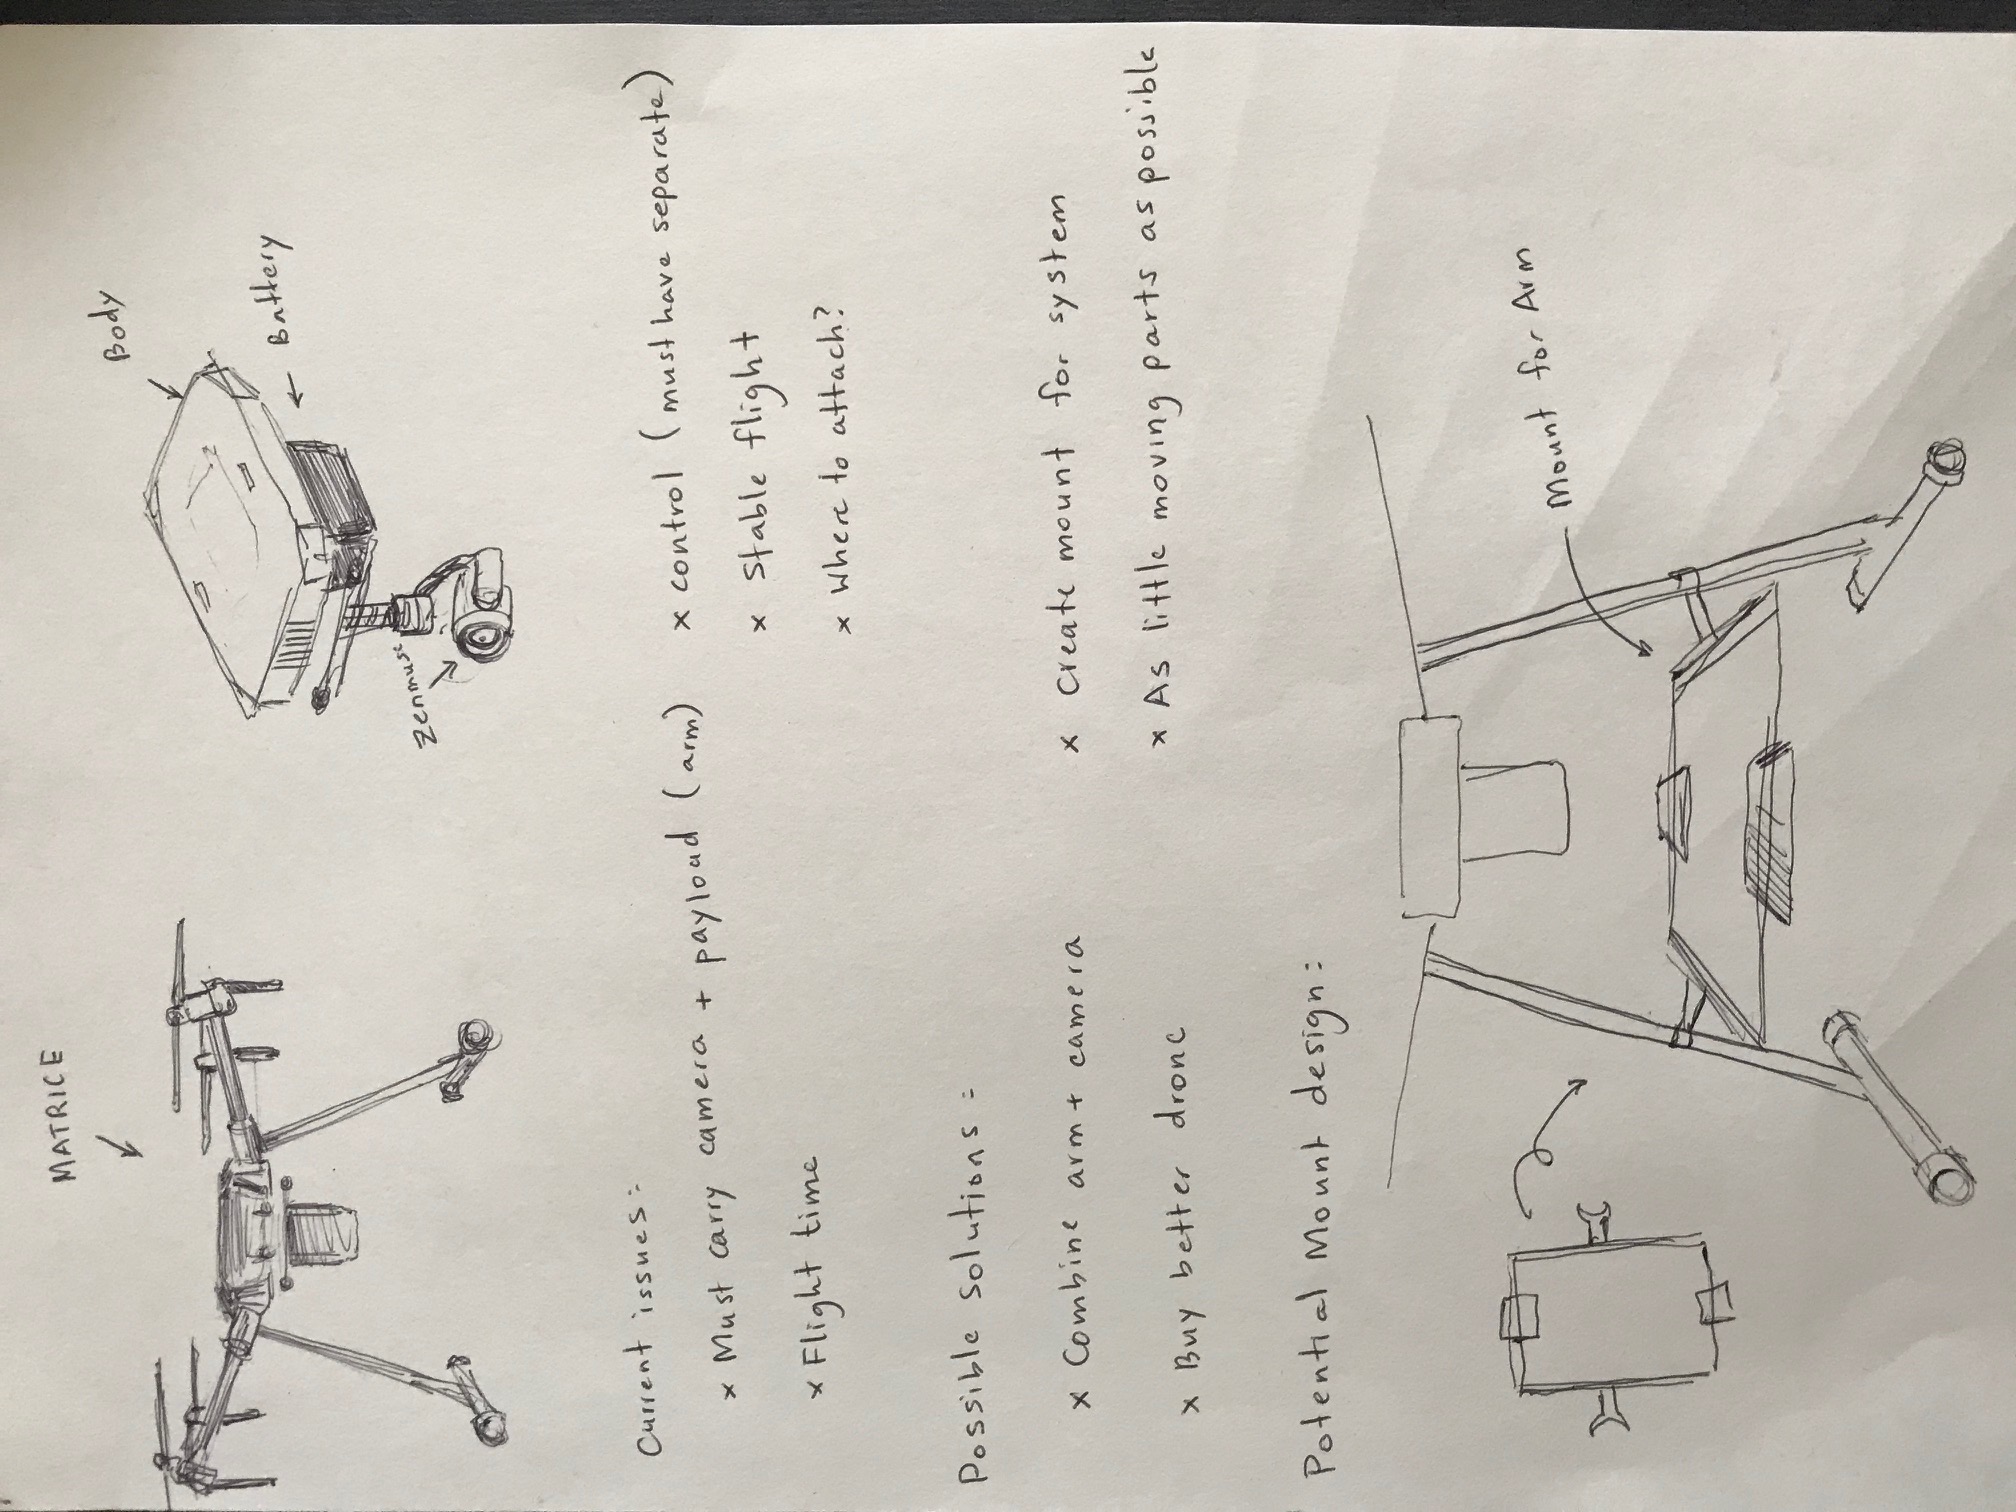 MATRICE
Body
Battery
Zenmuse
Current issues:
x Must carry camera + payload (arm)
x Flight time
x control (must have separate)
x Stable flight
x Where to attach?
Possible solutions:
x Combine arm + camera
x Buy better drone
x Create mount for system
x As little moving parts as possible
Potential Mount design:
Mount for Arm